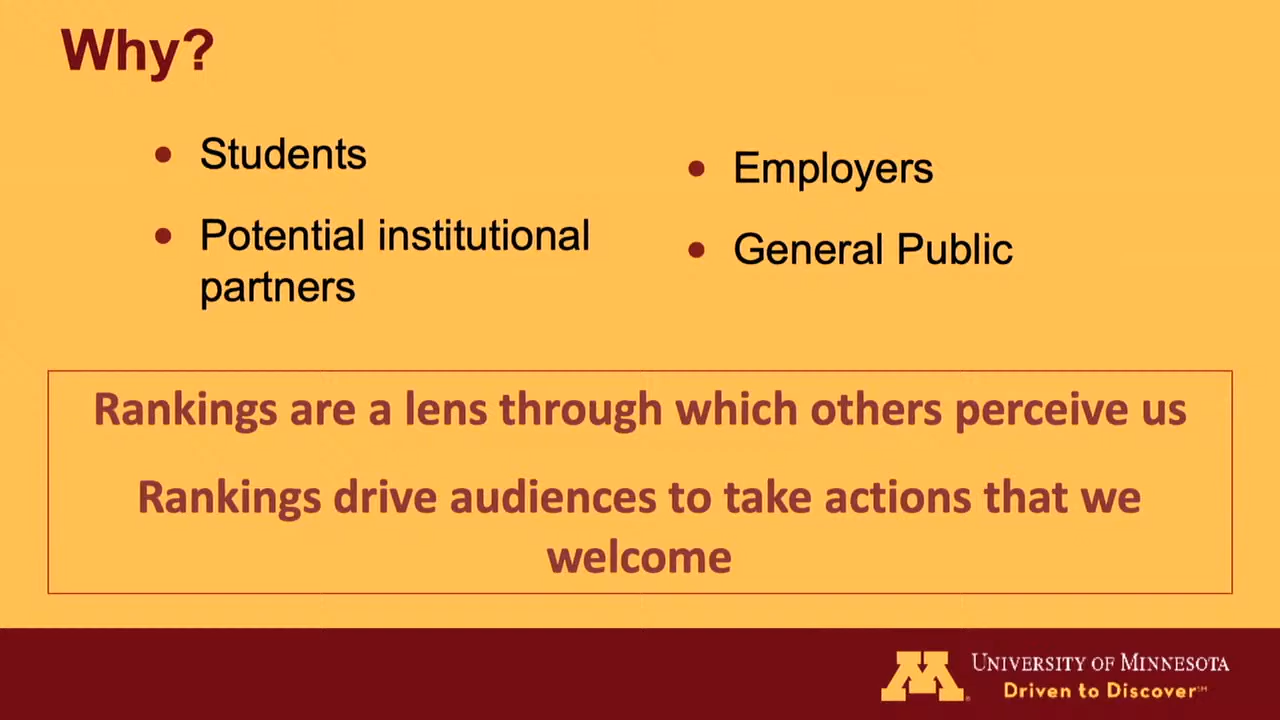 Why?
• Students
• Potential institutional
partners
• Employers
• General Public
Rankings are a lens through which others perceive us
Rankings drive audiences to take actions that we
welcome
M®
UNIVERSITY OF MINNESOTA
Driven to Discover℠